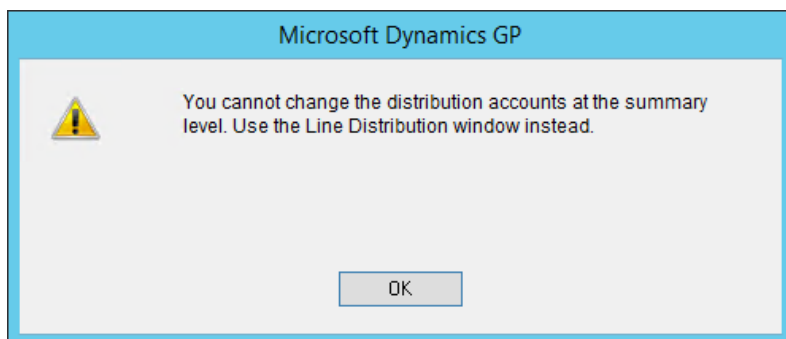 Microsoft Dynamics GP
You cannot change the distribution accounts at the summary
level. Use the Line Distribution window instead.
OK